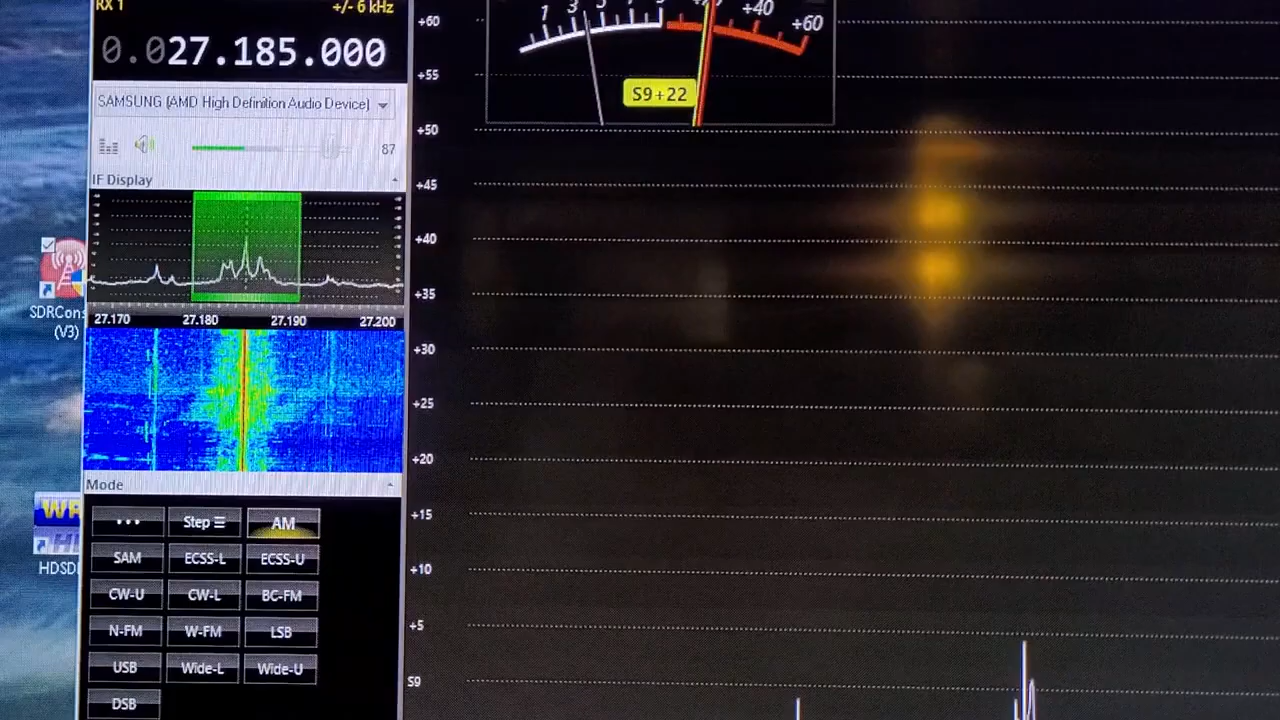 RX 1 +/- 6 kHz
0.027.185.000
SAMSUNG (AMD High Definition Audio Device)
87
IF Display
27.170 27.180 27.190 27.200
Mode
... Step AM
SAM ECSS-L ECSS-U
CW-U CW-L BC-FM
N-FM W-FM LSB
USB Wide-L Wide-U
DSB
+60
+55
+50
+45
+40
+35
+30
+25
+20
+15
+10
+5
S9
1 3 +40 +60
S9+22
SDRCons
(V3)
HDSD